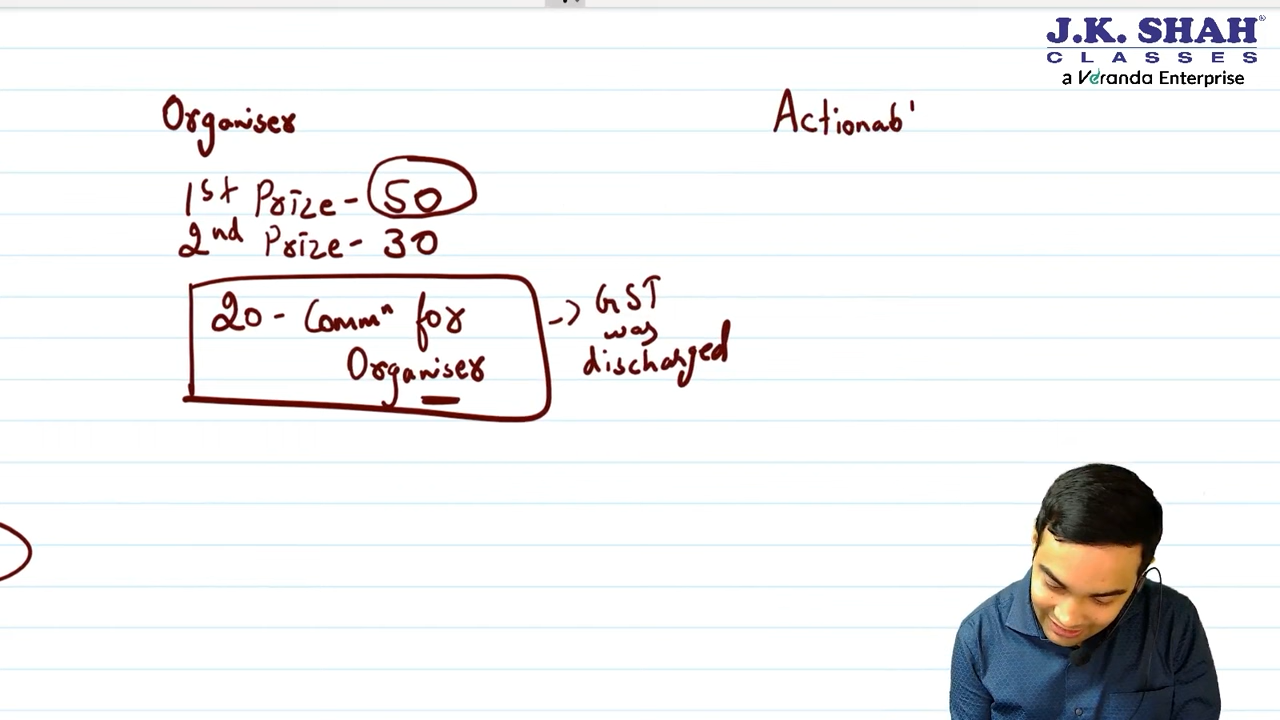 J.K. SHAH®
CLASSES
a Veranda Enterprise
Organiser
Actionab'
1st Prize - 50
2nd Prize - 30
20 - Commn for
Organiser
-> GST
was
discharged